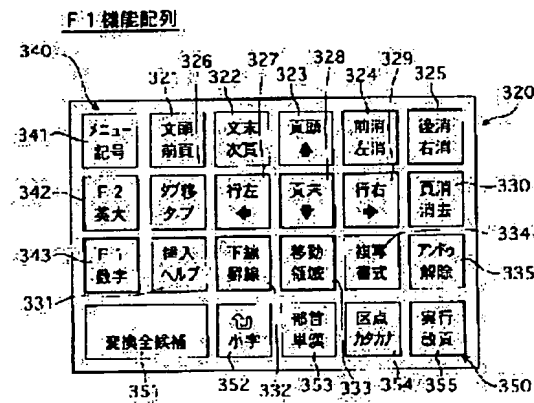 F1機能配列
340 321 326 322 327 323 328 324 329 325
320
341 メニュー 文頭 文末 頁頭 前消 後消
記号 前頁 次頁 ↑ 左消 右消
342 F2 タブ移 行左 頁末 行右 頁消 330
英大 タブ ← ↓ → 消去
334
343 F1 挿入 下線 移動 複写 アンドゥ
数字 ヘルプ 罫線 領域 書式 解除 335
331
変換全候補 小字 部首 区点 実行
単漢 カタカナ 改頁
351 352 332 353 333 354 355 350